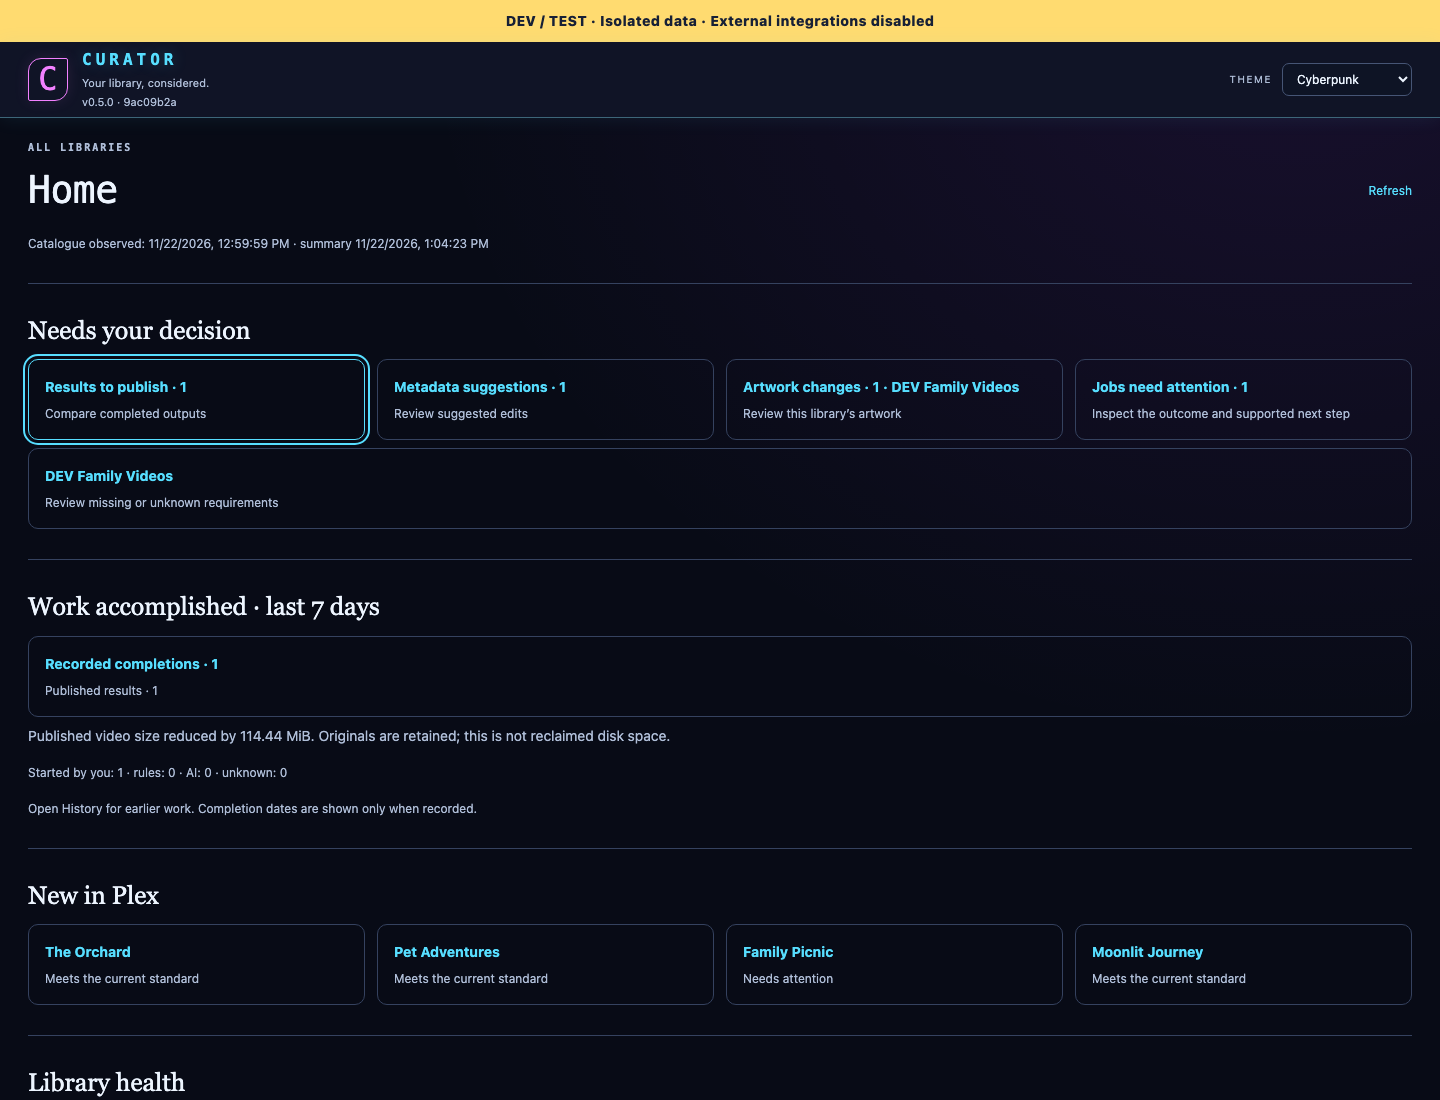 DEV / TEST · Isolated data · External integrations disabled
C
CURATOR
Your library, considered.
v0.5.0 · 9ac09b2a
THEME
Cyberpunk
ALL LIBRARIES
Home
Refresh
Catalogue observed: 11/22/2026, 12:59:59 PM · summary 11/22/2026, 1:04:23 PM
Needs your decision
Results to publish · 1
Compare completed outputs
Metadata suggestions · 1
Review suggested edits
Artwork changes · 1 · DEV Family Videos
Review this library’s artwork
Jobs need attention · 1
Inspect the outcome and supported next step
DEV Family Videos
Review missing or unknown requirements
Work accomplished · last 7 days
Recorded completions · 1
Published results · 1
Published video size reduced by 114.44 MiB. Originals are retained; this is not reclaimed disk space.
Started by you: 1 · rules: 0 · AI: 0 · unknown: 0
Open History for earlier work. Completion dates are shown only when recorded.
New in Plex
The Orchard
Meets the current standard
Pet Adventures
Meets the current standard
Family Picnic
Needs attention
Moonlit Journey
Meets the current standard
Library health